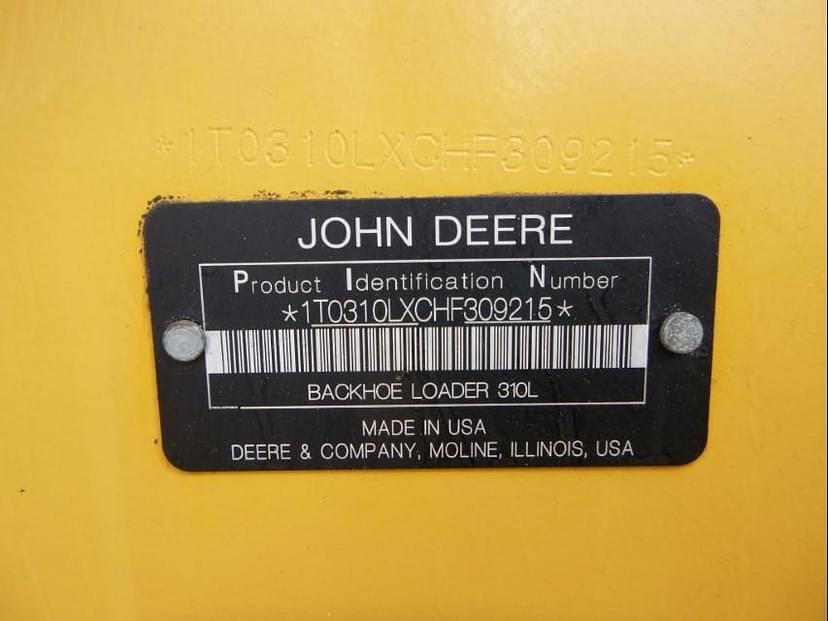 *1T0310LXCHF309215*
JOHN DEERE
Product Identification Number
*1T0310LXCHF309215*
BACKHOE LOADER 310L
MADE IN USA
DEERE & COMPANY, MOLINE, ILLINOIS, USA